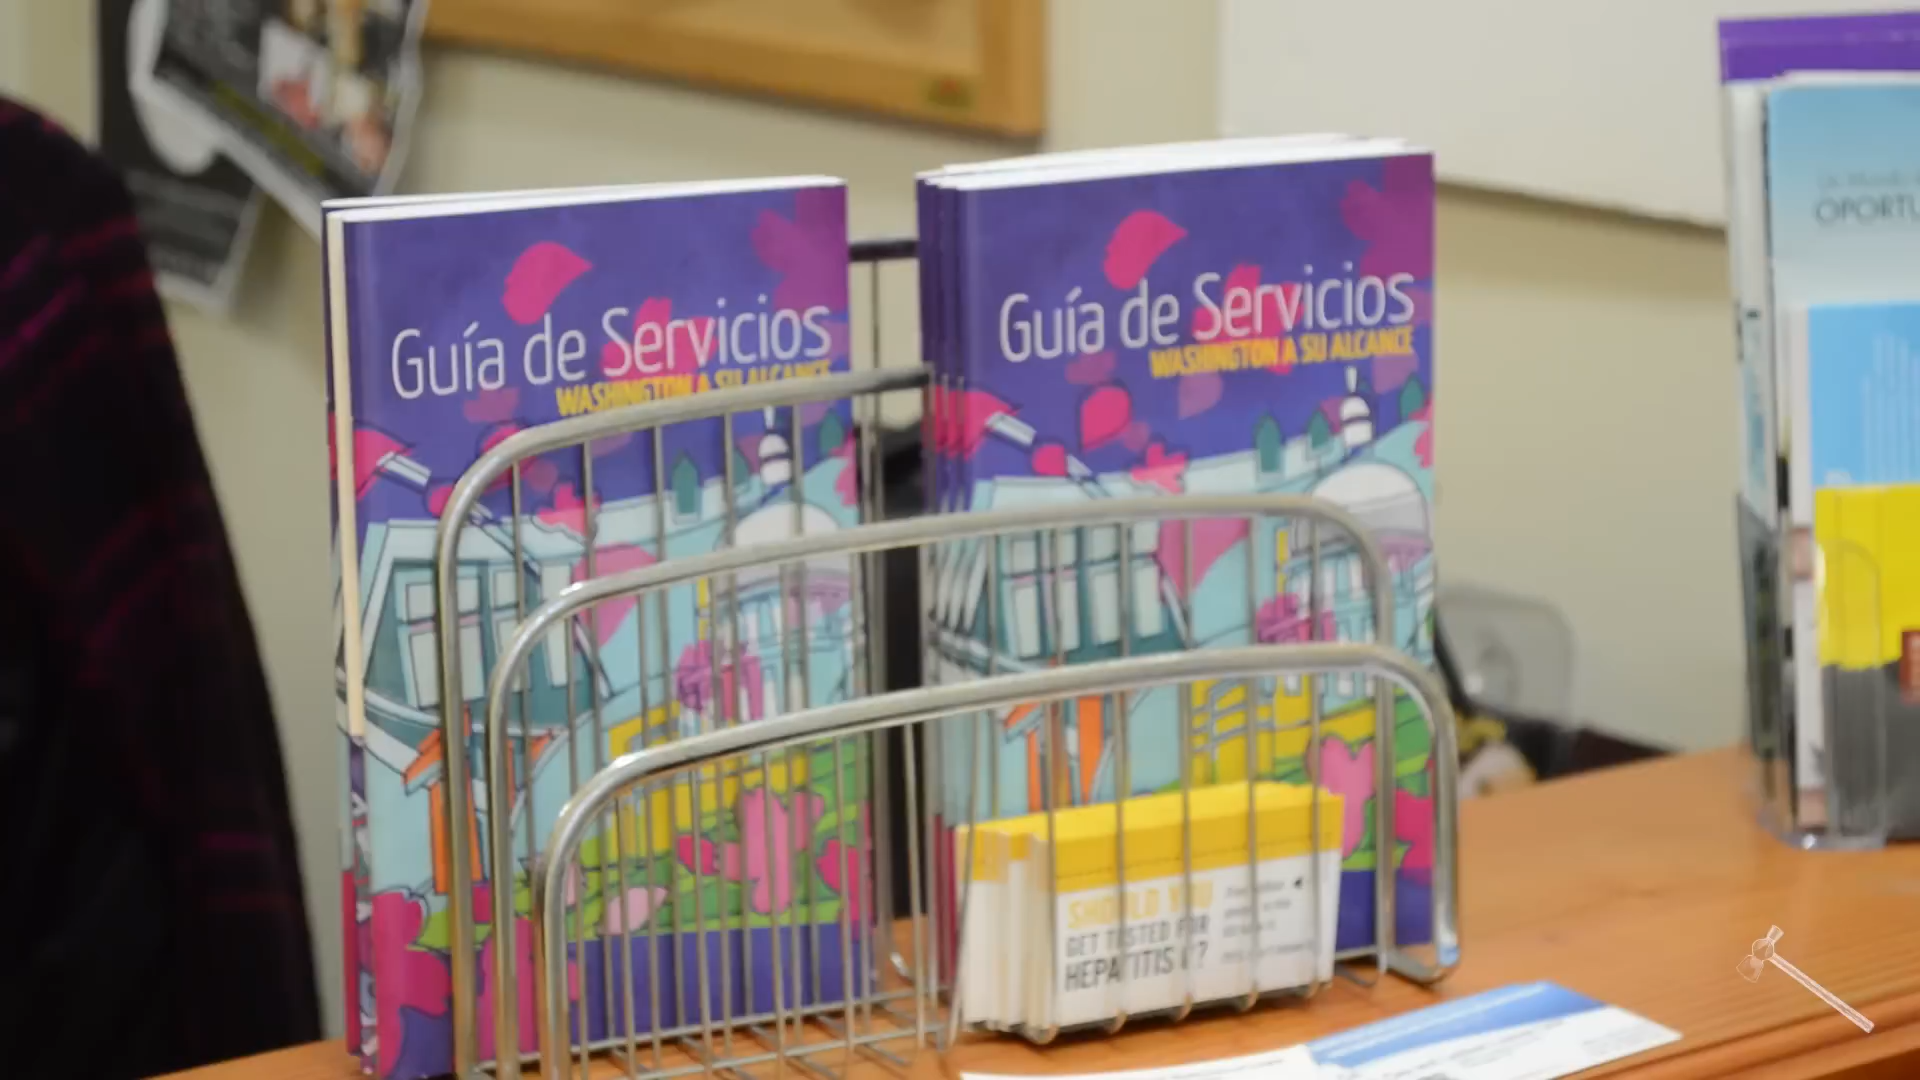 Guía de Servicios
WASHINGTON A SU ALCANCE
Guía de Servicios
WASHINGTON A SU ALCANCE
SHOULD YOU
GET TESTED FOR
HEPATITIS C?
OPORTU